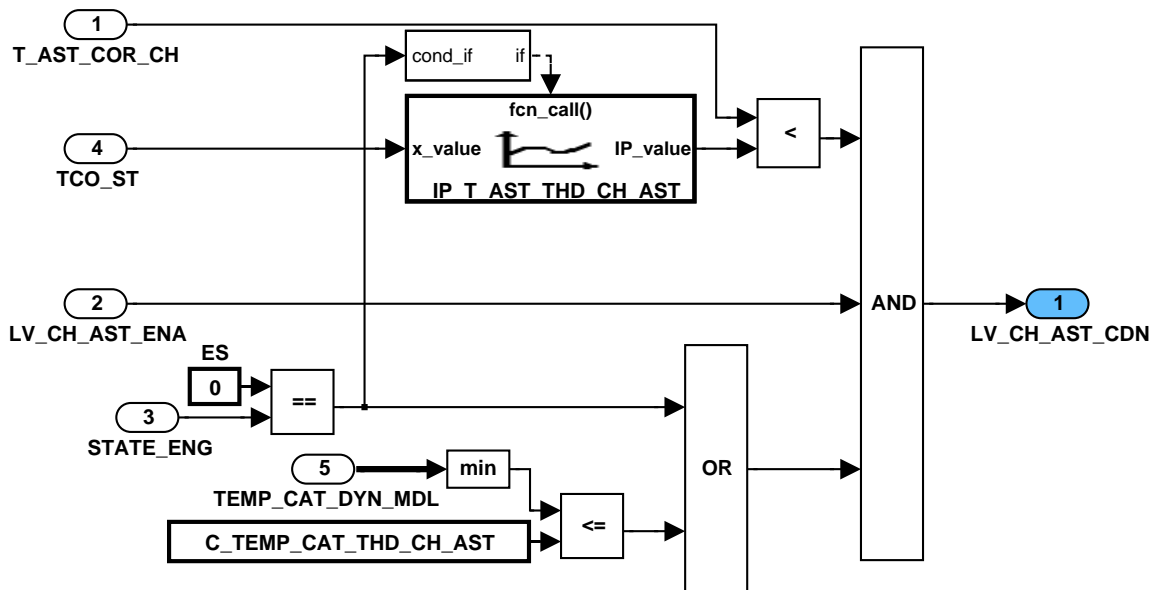 1
T_AST_COR_CH
cond_if if
fcn_call()
x_value IP_value
IP_T_AST_THD_CH_AST
<
4
TCO_ST
2
LV_CH_AST_ENA
AND
1
LV_CH_AST_CDN
ES
0
==
3
STATE_ENG
OR
5
min
TEMP_CAT_DYN_MDL
C_TEMP_CAT_THD_CH_AST
<=